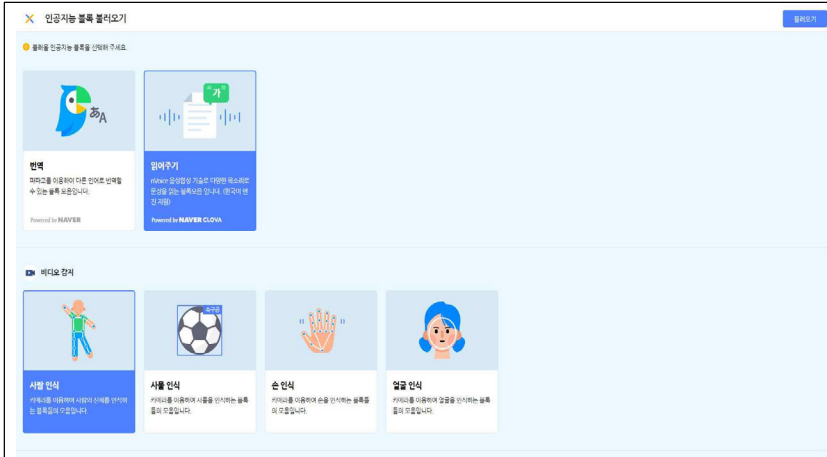 인공지능 블록 불러오기
불러오기
불러올 인공지능 블록을 선택해 주세요.
あA
가
번역
파파고를 이용하여 다른 언어로 번역할
수 있는 블록 모음입니다.
Powered by NAVER
읽어주기
nVoice 음성합성 기술로 다양한 목소리로
문장을 읽는 블록모음 입니다. (한국어 엔
진 지원)
Powered by NAVER CLOVA
비디오 감지
축구공
사람 인식
카메라를 이용하여 사람의 신체를 인식하
는 블록들의 모음입니다.
사물 인식
카메라를 이용하여 사물을 인식하는 블록
들의 모음입니다.
손 인식
카메라를 이용하여 손을 인식하는 블록들
의 모음입니다.
얼굴 인식
카메라를 이용하여 얼굴을 인식하는 블록
들의 모음입니다.